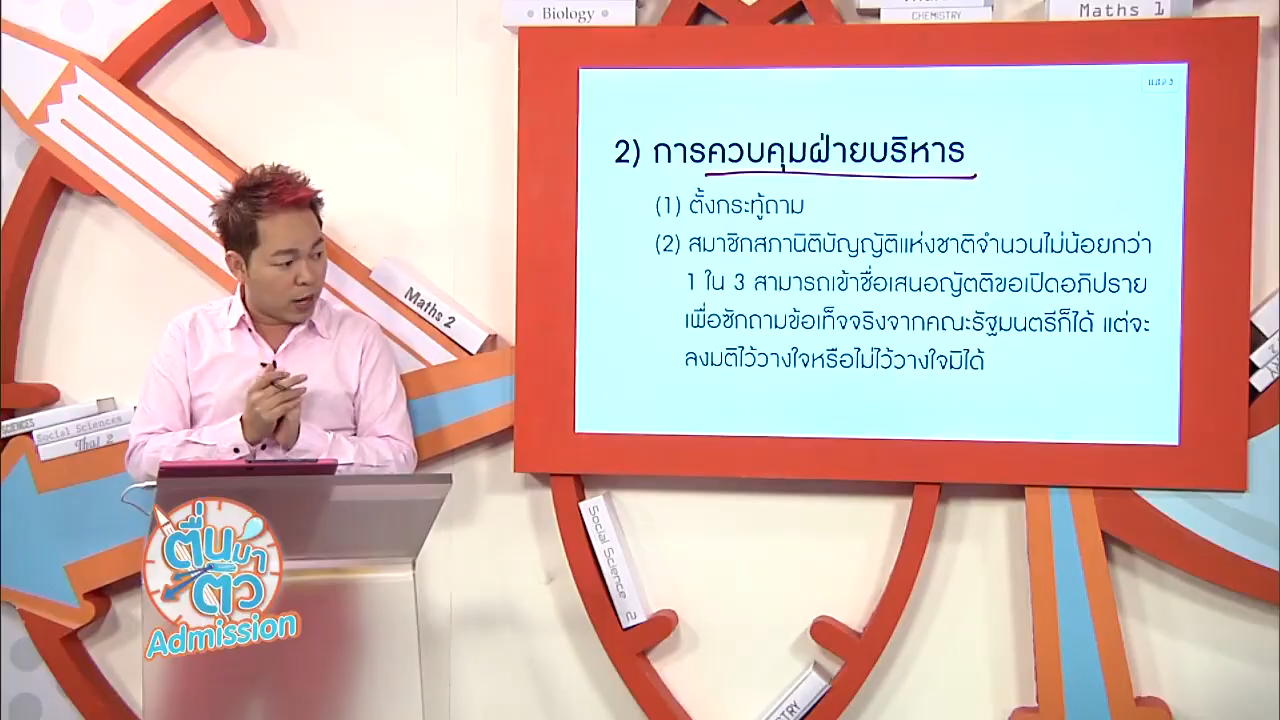 Biology
CHEMISTRY
Maths 1
2) การควบคุมฝ่ายบริหาร
(1) ตั้งกระทู้ถาม
(2) สมาชิกสภานิติบัญญัติแห่งชาติจำนวนไม่น้อยกว่า
1 ใน 3 สามารถเข้าชื่อเสนอญัตติขอเปิดอภิปราย
เพื่อซักถามข้อเท็จจริงจากคณะรัฐมนตรีก็ได้ แต่จะ
ลงมติไว้วางใจหรือไม่ไว้วางใจมิได้
Maths 2
SCIENCES
Social Sciences
Thai 2
Social Science 2
ตื่นมา
ติว
Admission